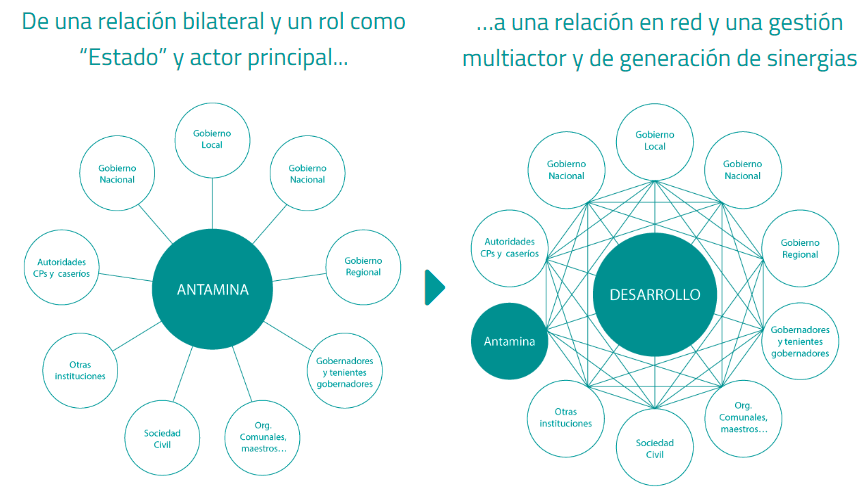 De una relación bilateral y un rol como
“Estado” y actor principal...
Gobierno
Local
Gobierno
Nacional
Gobierno
Nacional
Autoridades
CPs y caseríos
Gobierno
Regional
ANTAMINA
Otras
instituciones
Gobernadores
y tenientes
gobernadores
Sociedad
Civil
Org.
Comunales,
maestros...
...a una relación en red y una gestión
multiactor y de generación de sinergias
Gobierno
Local
Gobierno
Nacional
Gobierno
Nacional
Autoridades
CPs y caseríos
Gobierno
Regional
DESARROLLO
Antamina
Gobernadores
y tenientes
gobernadores
Otras
instituciones
Org.
Comunales,
maestros...
Sociedad
Civil